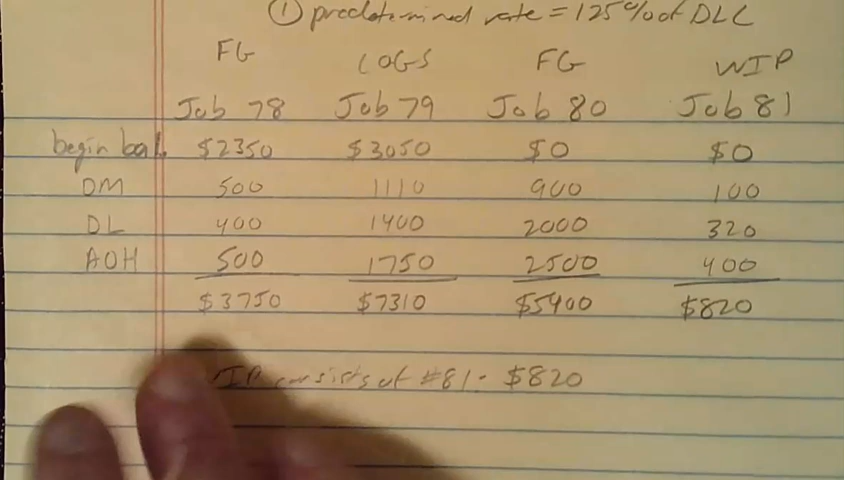 ① predetermined rate = 125% of DLC
FG COGS FG WIP
Job 78 Job 79 Job 80 Job 81
begin bal. $2350 $3050 $0 $0
DM 500 1110 900 100
DL 400 1400 2000 320
AOH 500 1750 2500 400
$3750 $7310 $5400 $820
WIP consists of #81 - $820